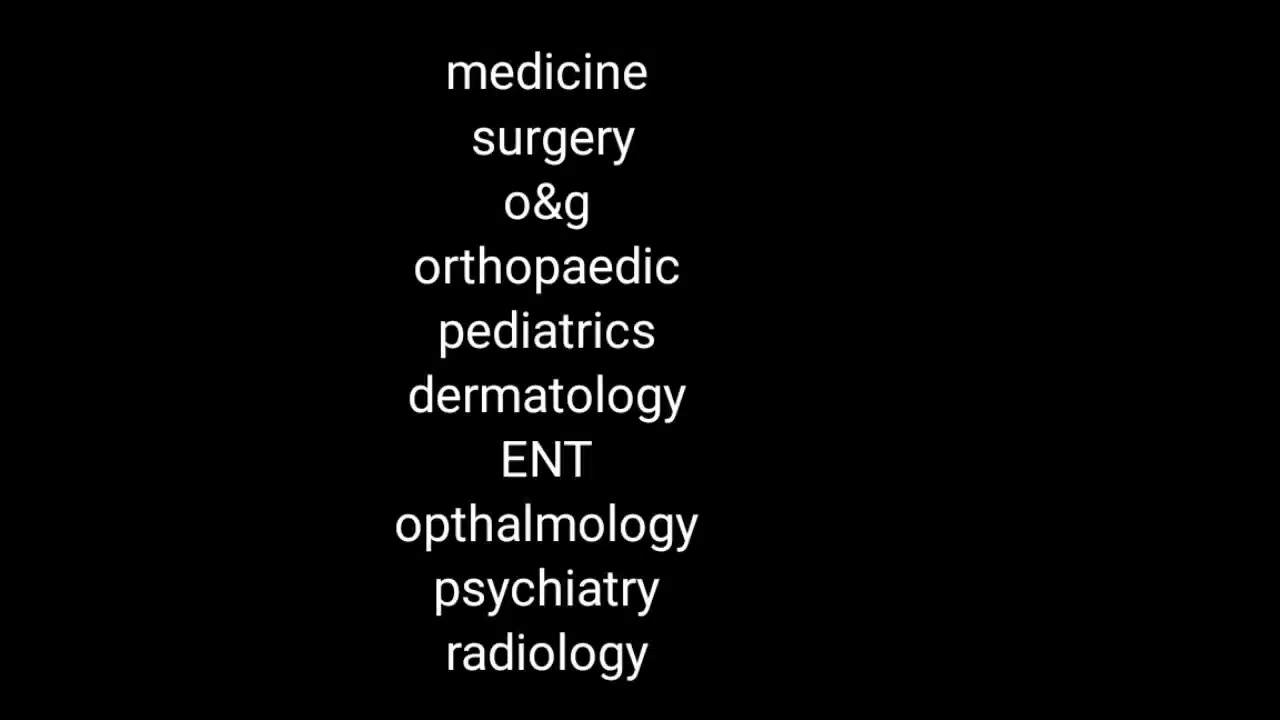 medicine
surgery
o&g
orthopaedic
pediatrics
dermatology
ENT
opthalmology
psychiatry
radiology